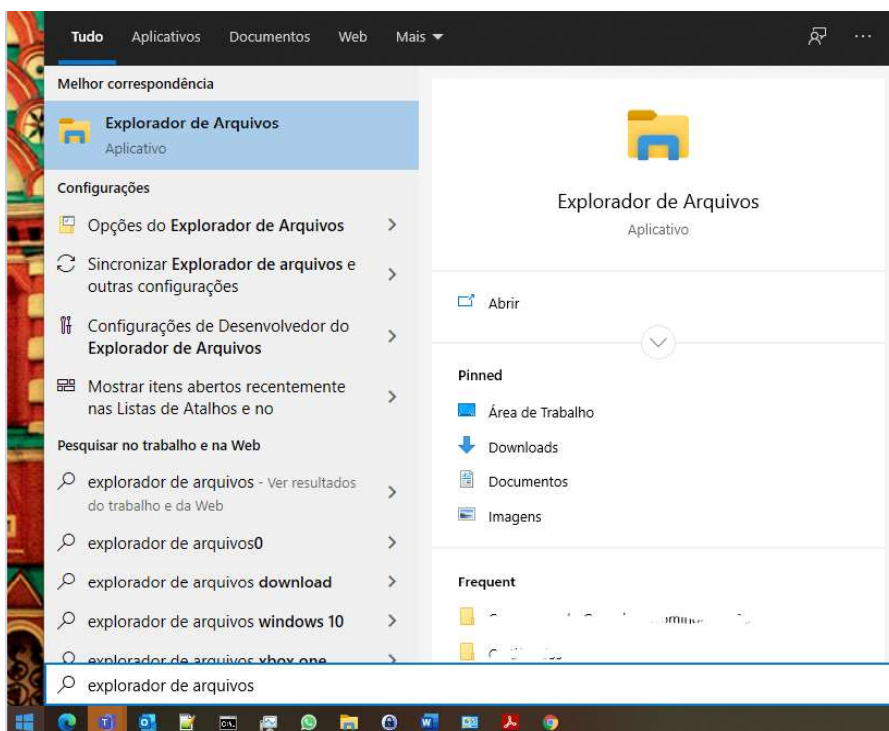 Tudo Aplicativos Documentos Web Mais
Melhor correspondência
Explorador de Arquivos
Aplicativo
Configurações
Opções do Explorador de Arquivos
Sincronizar Explorador de arquivos e
outras configurações
Configurações de Desenvolvedor do
Explorador de Arquivos
Mostrar itens abertos recentemente
nas Listas de Atalhos e no
Pesquisar no trabalho e na Web
explorador de arquivos - Ver resultados
do trabalho e da Web
explorador de arquivos0
explorador de arquivos download
explorador de arquivos windows 10
explorador de arquivos xbox one
Explorador de Arquivos
Aplicativo
Abrir
Pinned
Área de Trabalho
Downloads
Documentos
Imagens
Frequent
explorador de arquivos